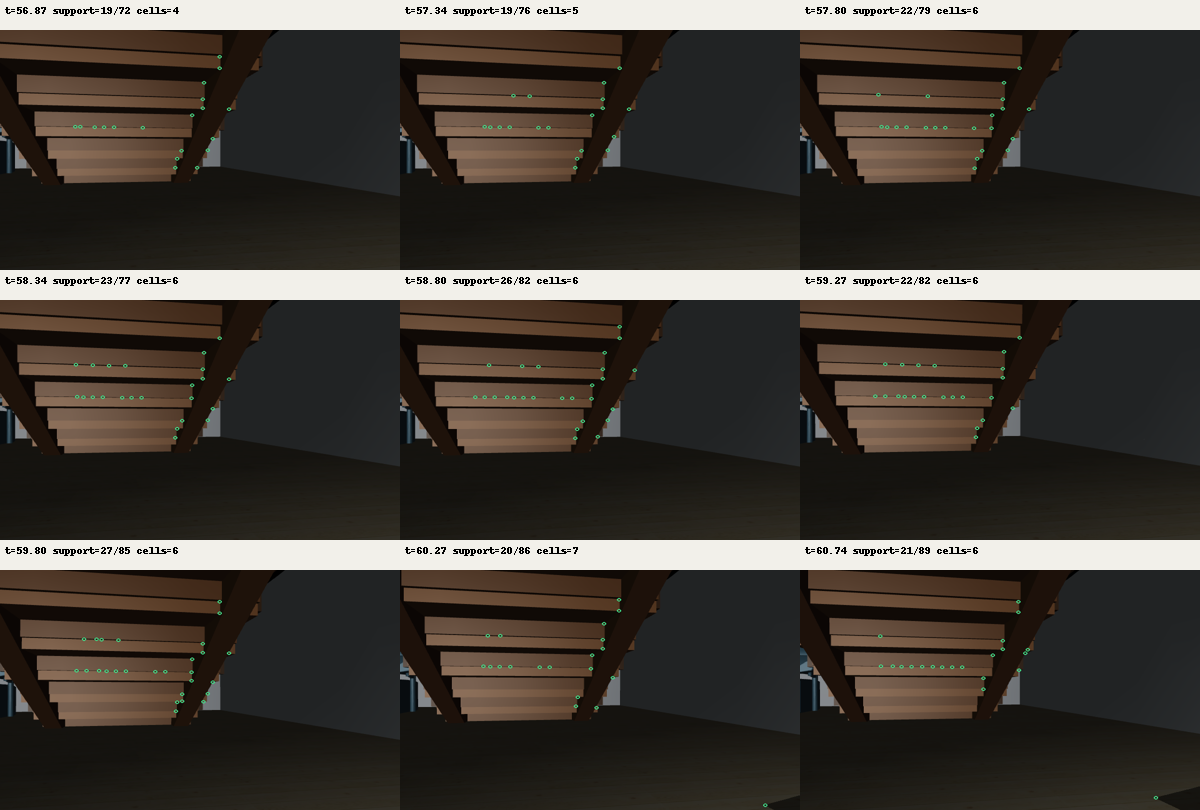 t=56.87 support=19/72 cells=4
t=57.34 support=19/76 cells=5
t=57.80 support=22/79 cells=6
t=58.34 support=23/77 cells=6
t=58.80 support=26/82 cells=6
t=59.27 support=22/82 cells=6
t=59.80 support=27/85 cells=6
t=60.27 support=20/86 cells=7
t=60.74 support=21/89 cells=6